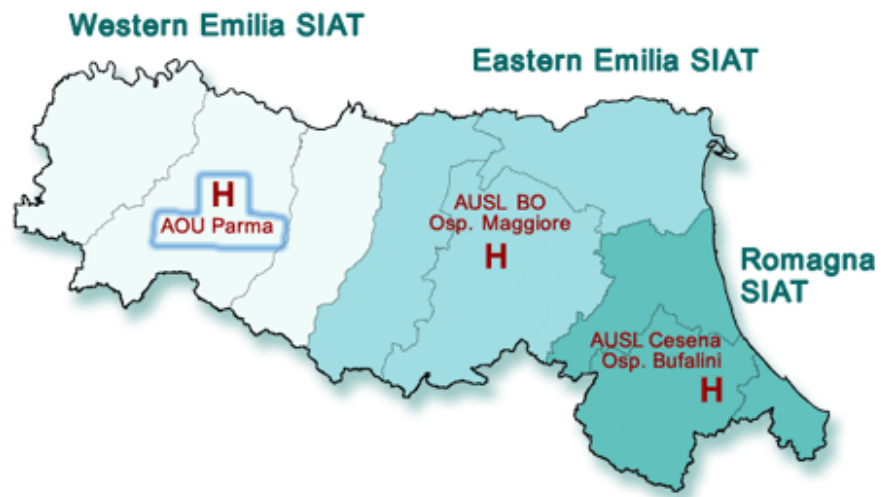 Western Emilia SIAT
Eastern Emilia SIAT
H
AOU Parma
AUSL BO
Osp. Maggiore
H
Romagna
SIAT
AUSL Cesena
Osp. Bufalini
H